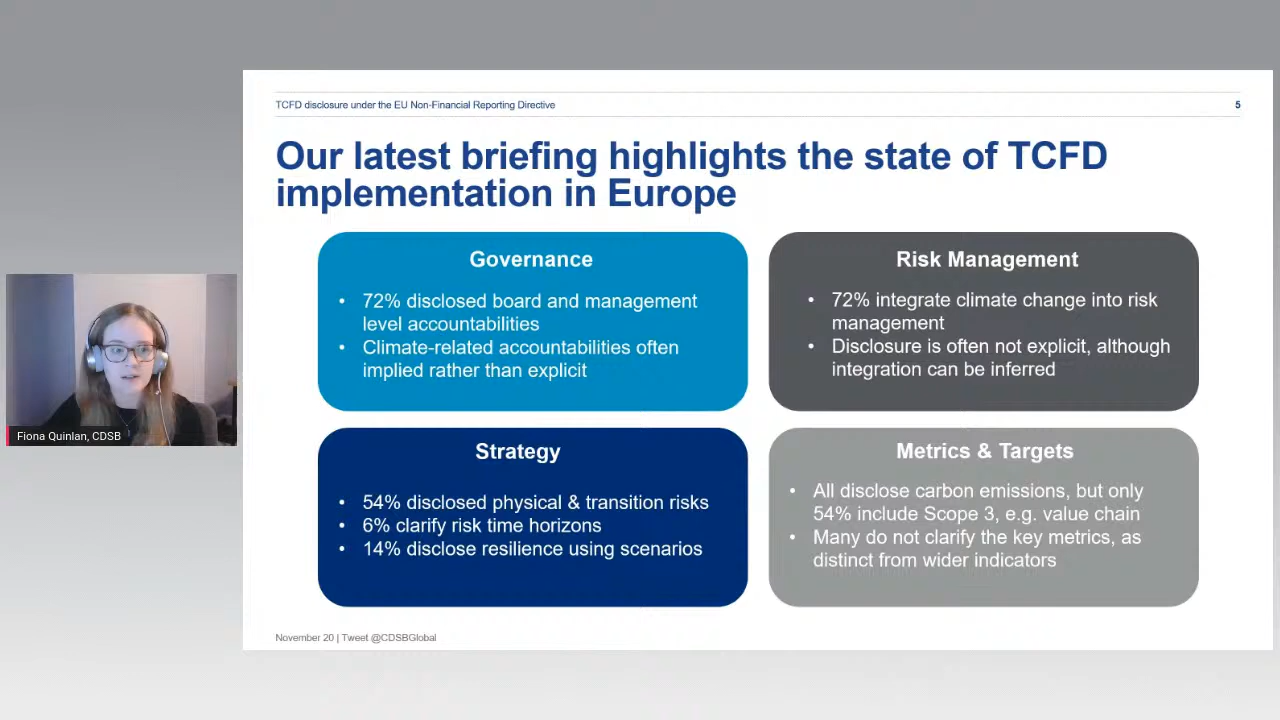 TCFD disclosure under the EU Non-Financial Reporting Directive
5
Our latest briefing highlights the state of TCFD
implementation in Europe
Governance
• 72% disclosed board and management
level accountabilities
• Climate-related accountabilities often
implied rather than explicit
Risk Management
• 72% integrate climate change into risk
management
• Disclosure is often not explicit, although
integration can be inferred
Strategy
• 54% disclosed physical & transition risks
• 6% clarify risk time horizons
• 14% disclose resilience using scenarios
Metrics & Targets
• All disclose carbon emissions, but only
54% include Scope 3, e.g. value chain
• Many do not clarify the key metrics, as
distinct from wider indicators
Fiona Quinlan, CDSB
November 20 | Tweet @CDSBGlobal